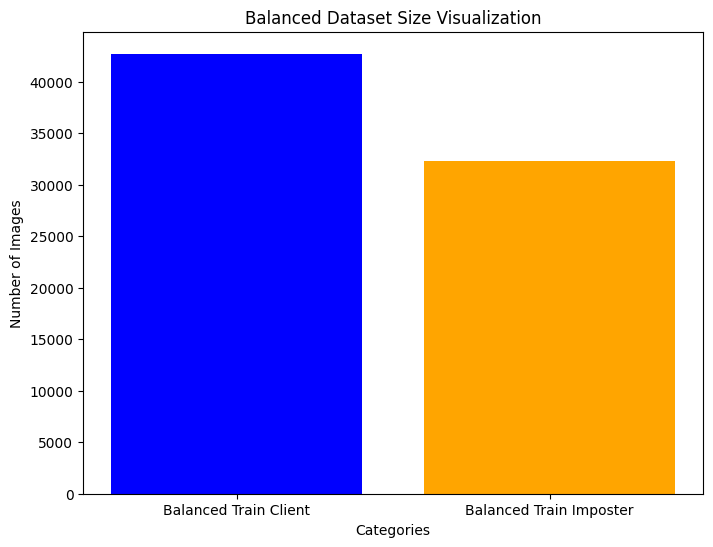 Balanced Dataset Size Visualization
Number of Images
40000
35000
30000
25000
20000
15000
10000
5000
0
Balanced Train Client
Balanced Train Imposter
Categories